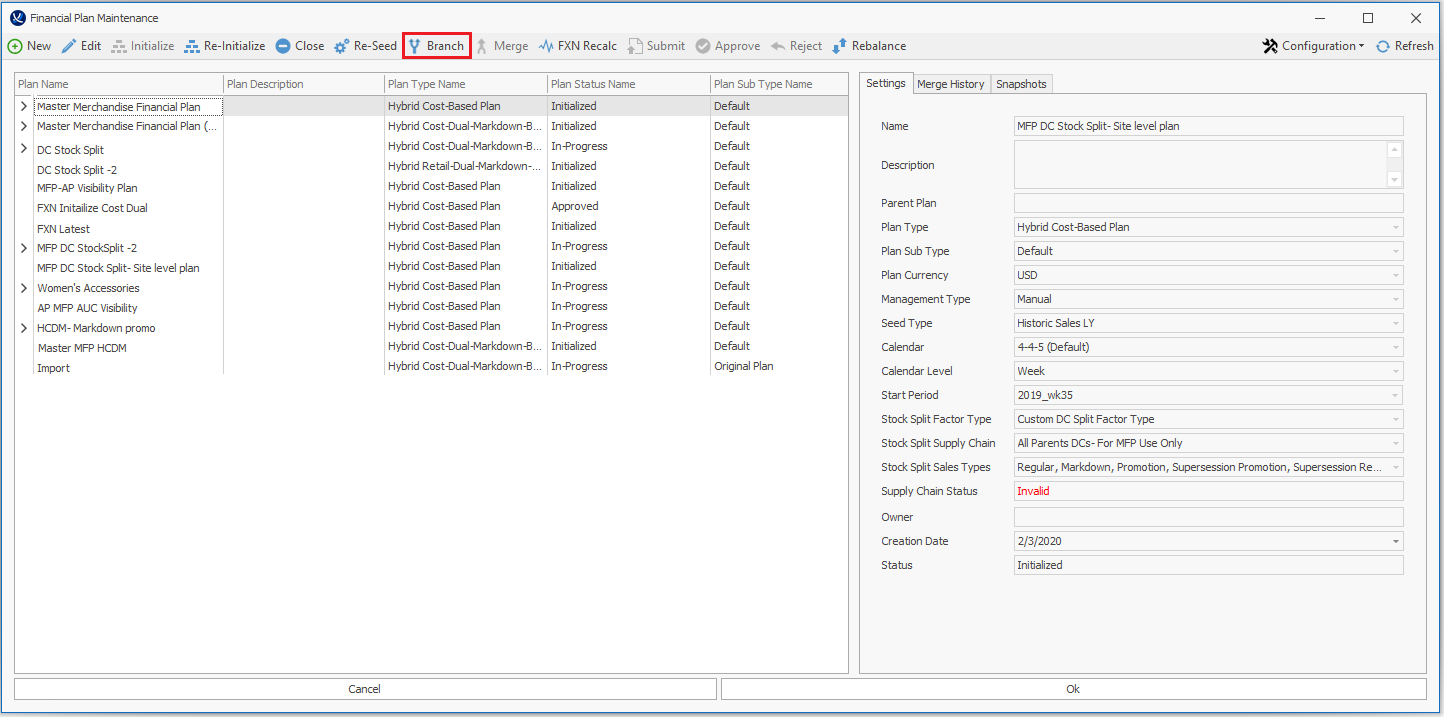 Financial Plan Maintenance
New Edit Initialize Re-Initialize Close Re-Seed Branch Merge FXN Recalc Submit Approve Reject Rebalance Configuration Refresh
Plan Name Plan Description Plan Type Name Plan Status Name Plan Sub Type Name
Master Merchandise Financial Plan Hybrid Cost-Based Plan Initialized Default
Master Merchandise Financial Plan (... Hybrid Cost-Dual-Markdown-B... Initialized Default
DC Stock Split Hybrid Cost-Dual-Markdown-B... In-Progress Default
DC Stock Split -2 Hybrid Retail-Dual-Markdown-... Initialized Default
MFP-AP Visibility Plan Hybrid Cost-Based Plan Initialized Default
FXN Initailize Cost Dual Hybrid Cost-Based Plan Approved Default
FXN Latest Hybrid Cost-Based Plan Initialized Default
MFP DC StockSplit -2 Hybrid Cost-Based Plan In-Progress Default
MFP DC Stock Split- Site level plan Hybrid Cost-Based Plan Initialized Default
Women's Accessories Hybrid Cost-Based Plan In-Progress Default
AP MFP AUC Visibility Hybrid Cost-Based Plan In-Progress Default
HCDM- Markdown promo Hybrid Cost-Based Plan In-Progress Default
Master MFP HCDM Hybrid Cost-Dual-Markdown-B... Initialized Default
Import Hybrid Cost-Dual-Markdown-B... In-Progress Original Plan
Settings Merge History Snapshots
Name MFP DC Stock Split- Site level plan
Description
Parent Plan
Plan Type Hybrid Cost-Based Plan
Plan Sub Type Default
Plan Currency USD
Management Type Manual
Seed Type Historic Sales LY
Calendar 4-4-5 (Default)
Calendar Level Week
Start Period 2019_wk35
Stock Split Factor Type Custom DC Split Factor Type
Stock Split Supply Chain All Parents DCs- For MFP Use Only
Stock Split Sales Types Regular, Markdown, Promotion, Supersession Promotion, Supersession Re...
Supply Chain Status Invalid
Owner
Creation Date 2/3/2020
Status Initialized
Cancel Ok